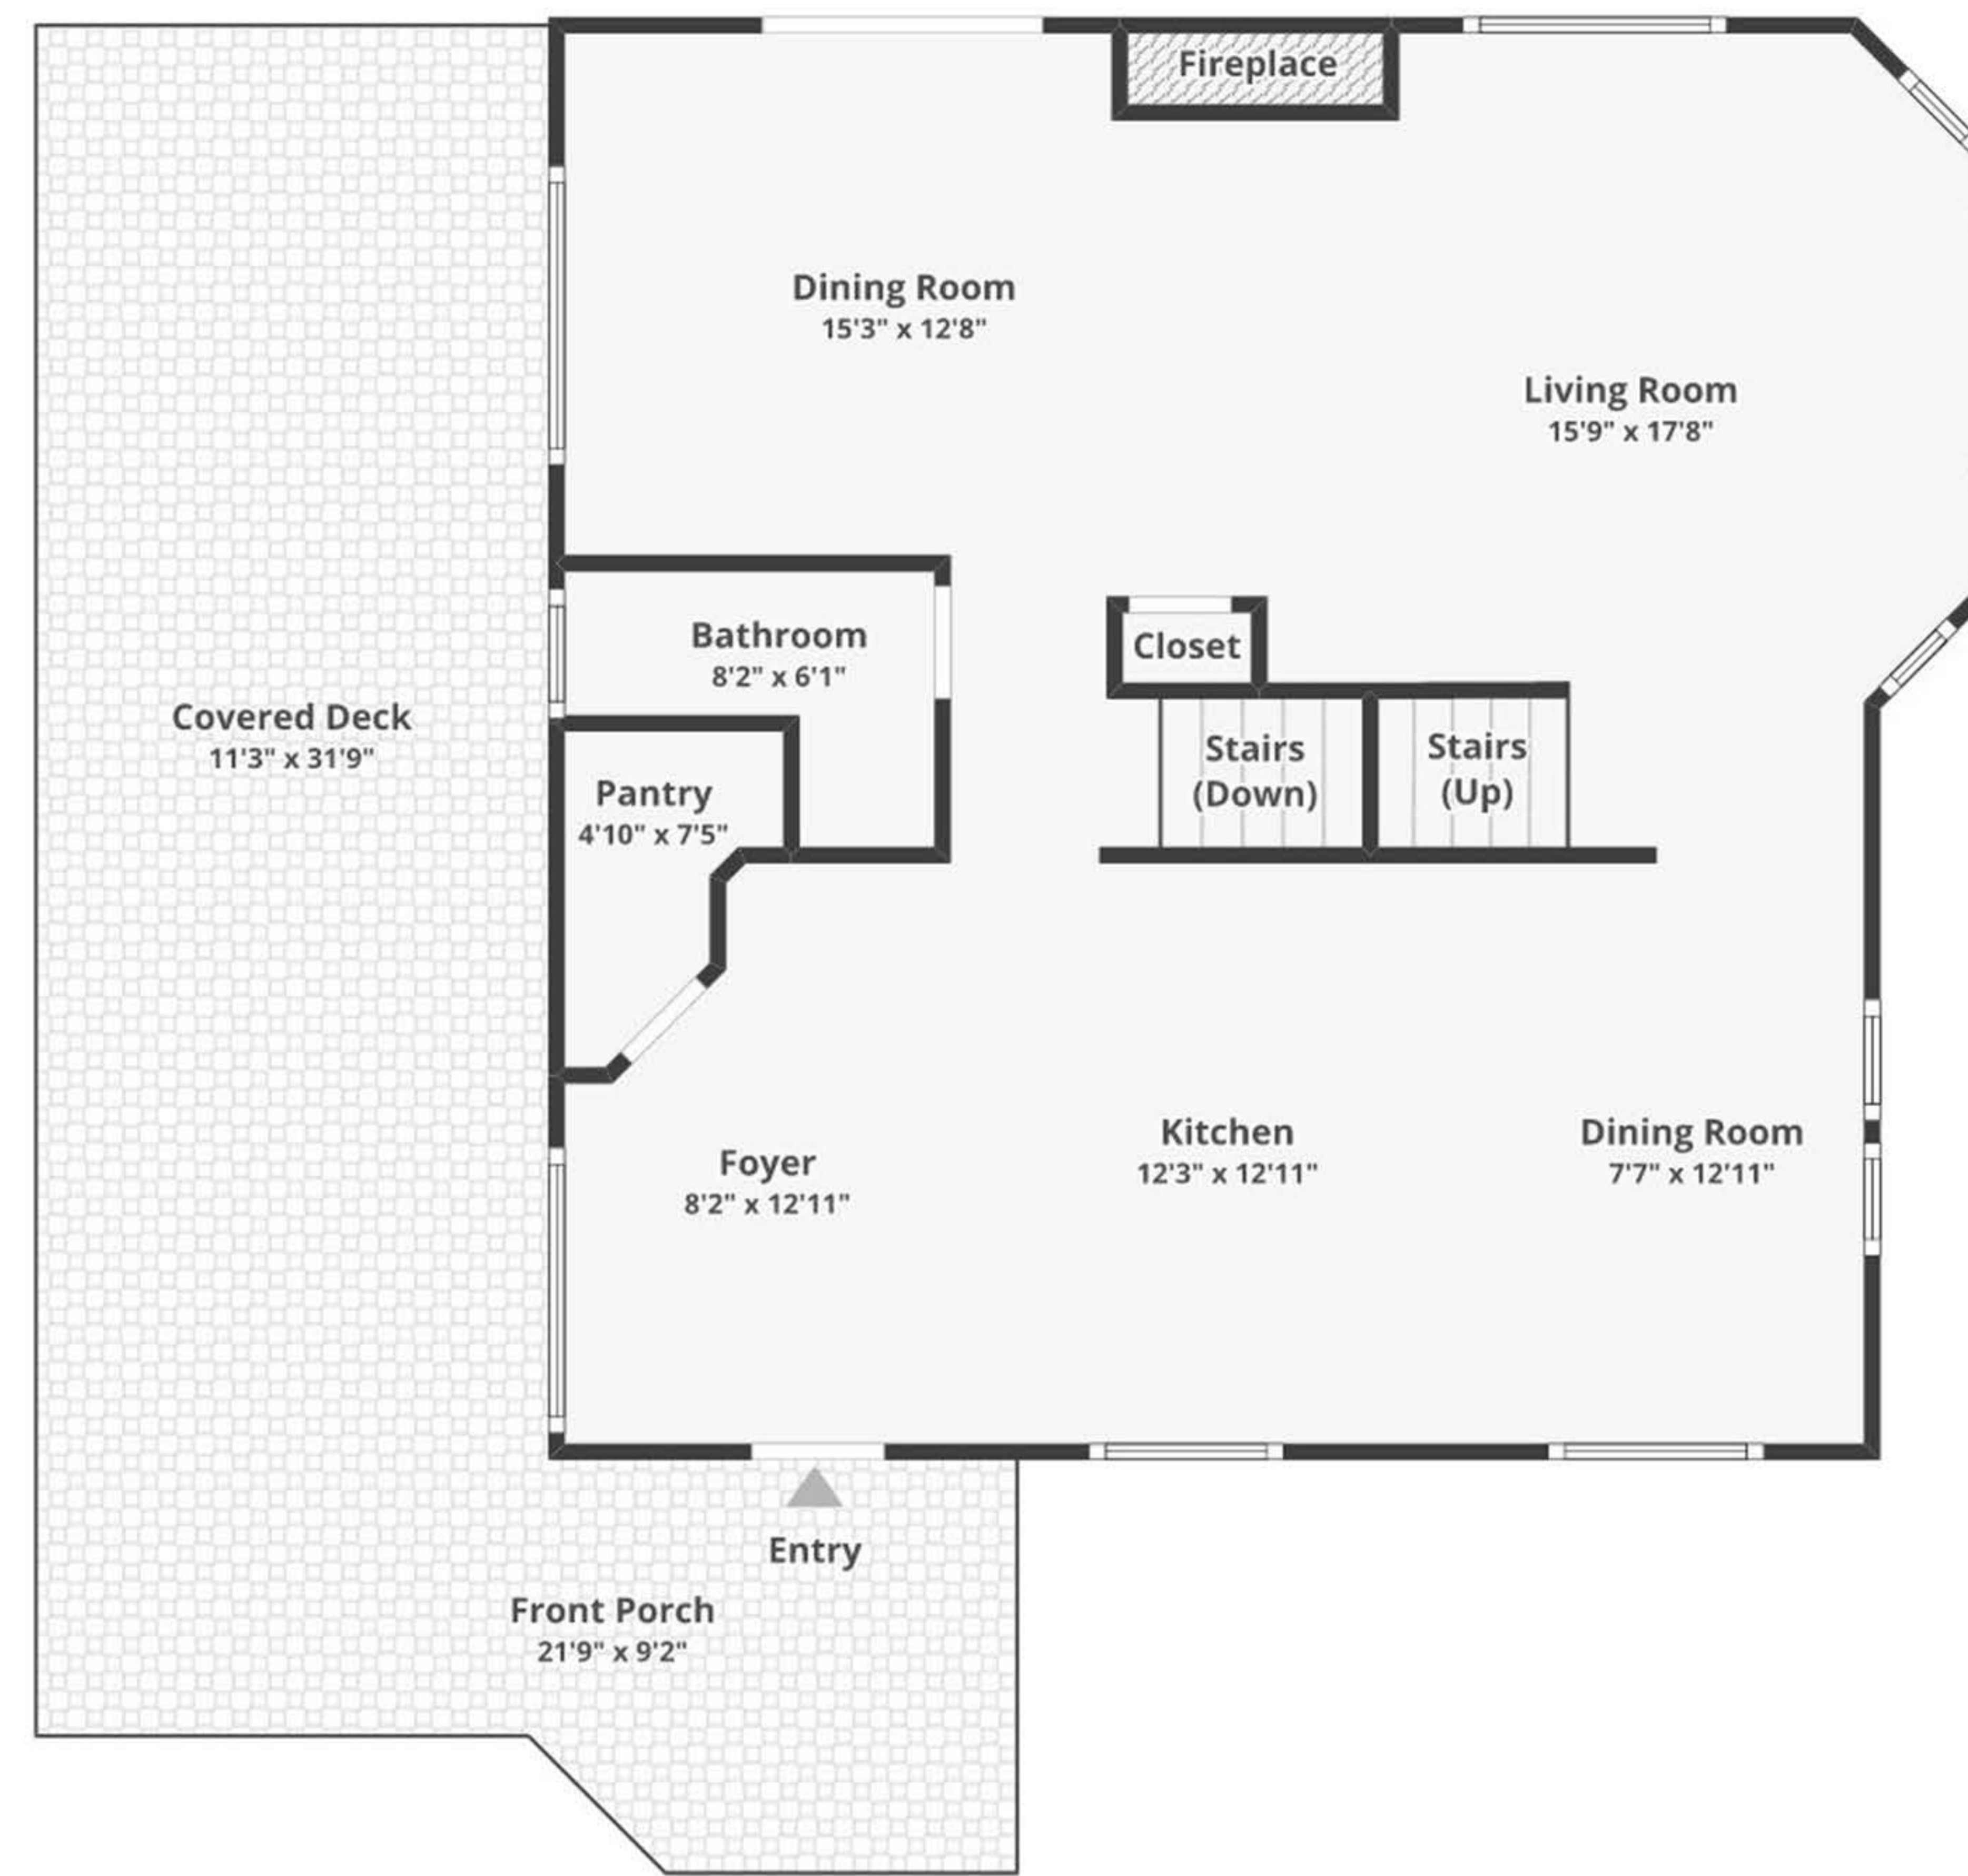 Fireplace
Dining Room
15'3" x 12'8"
Living Room
15'9" x 17'8"
Bathroom
8'2" x 6'1"
Closet
Covered Deck
11'3" x 31'9"
Stairs
(Down)
Stairs
(Up)
Pantry
4'10" x 7'5"
Foyer
8'2" x 12'11"
Kitchen
12'3" x 12'11"
Dining Room
7'7" x 12'11"
Entry
Front Porch
21'9" x 9'2"